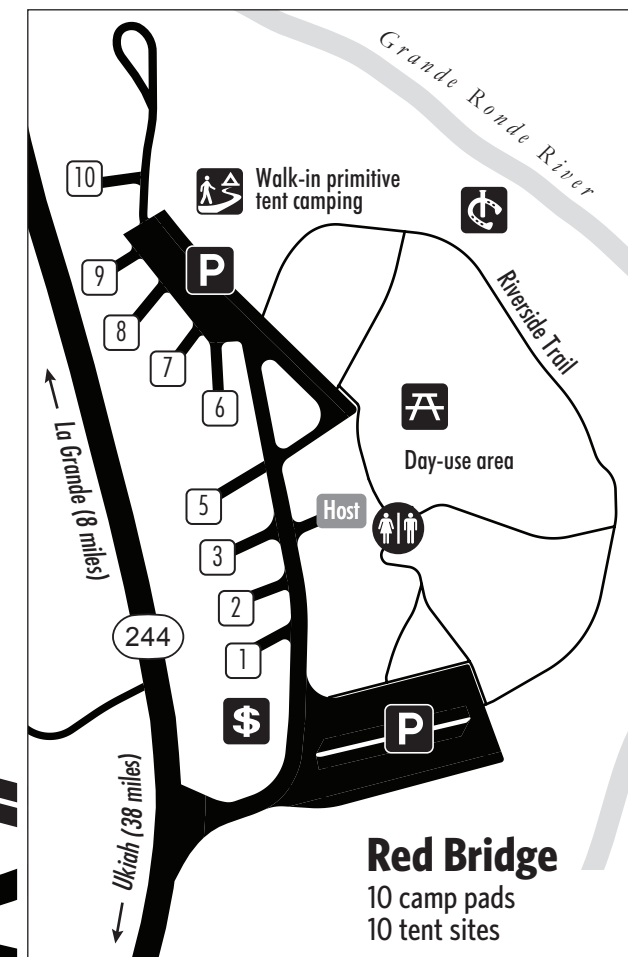 Grande Ronde River
10
Walk-in primitive
tent camping
P
9
8
7
6
Riverside Trail
La Grande (8 miles)
Day-use area
5
Host
3
2
244
1
$
P
Ukiah (38 miles)
Red Bridge
10 camp pads
10 tent sites